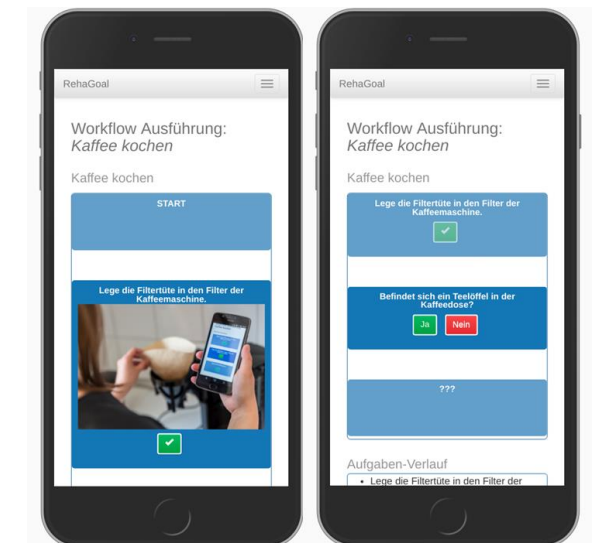 RehaGoal
Workflow Ausführung:
Kaffee kochen
Kaffee kochen
START
Lege die Filtertüte in den Filter der
Kaffeemaschine.
RehaGoal
Workflow Ausführung:
Kaffee kochen
Kaffee kochen
Lege die Filtertüte in den Filter der
Kaffeemaschine.
Befindet sich ein Teelöffel in der
Kaffeedose?
Ja Nein
???
Aufgaben-Verlauf
Lege die Filtertüte in den Filter der